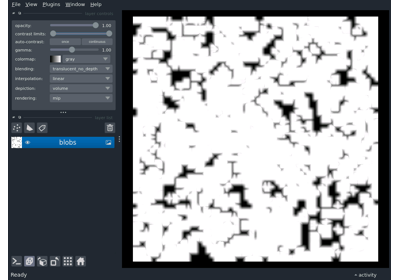 File View Plugins Window Help
opacity: 1.00
contrast limits:
auto-contrast: once continuous
gamma: 1.00
colormap: gray
blending: translucent_no_depth
interpolation: linear
depiction: volume
rendering: mip
blobs
Ready
activity